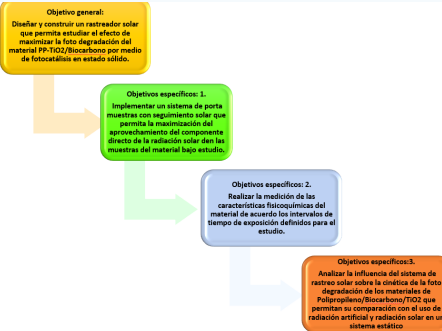 Objetivo general:
Diseñar y construir un rastreador solar
que permita estudiar el efecto de
maximizar la foto degradación del
material PP-TiO2/Biocarbono por medio
de fotocatálisis en estado sólido.
Objetivos específicos: 1.
Implementar un sistema de porta
muestras con seguimiento solar que
permita la maximización del
aprovechamiento del componente
directo de la radiación solar den las
muestras del material bajo estudio.
Objetivos específicos: 2.
Realizar la medición de las
características fisicoquímicas del
material de acuerdo los intervalos de
tiempo de exposición definidos para el
estudio.
Objetivos específicos:3.
Analizar la influencia del sistema de
rastreo solar sobre la cinética de la foto
degradación de los materiales de
Polipropileno/Biocarbono/TiO2 que
permitan su comparación con el uso de
radiación artificial y radiación solar en un
sistema estático